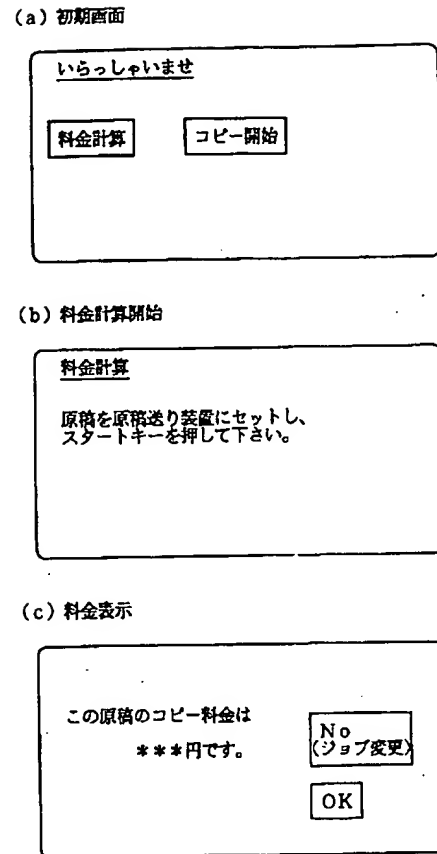 (a) 初期画面
いらっしゃいませ
料金計算 コピー開始
(b) 料金計算開始
料金計算
原稿を原稿送り装置にセットし、
スタートキーを押して下さい。
(c) 料金表示
この原稿のコピー料金は
***円です。
No
(ジョブ変更)
OK